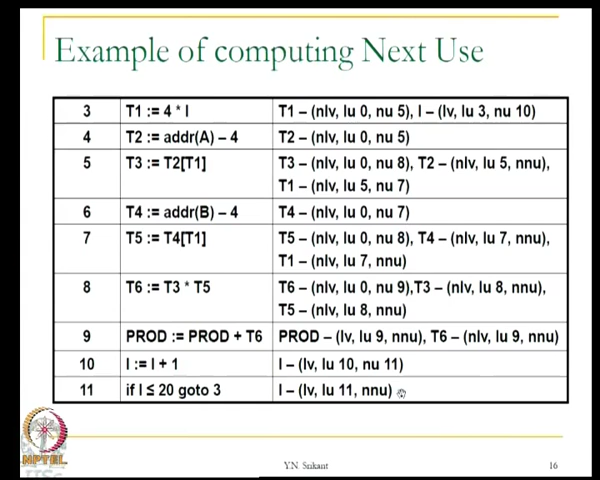 Example of computing Next Use
3 T1 := 4 * I T1 – (nlv, lu 0, nu 5), I – (lv, lu 3, nu 10)
4 T2 := addr(A) – 4 T2 – (nlv, lu 0, nu 5)
5 T3 := T2[T1] T3 – (nlv, lu 0, nu 8), T2 – (nlv, lu 5, nnu),
T1 – (nlv, lu 5, nu 7)
6 T4 := addr(B) – 4 T4 – (nlv, lu 0, nu 7)
7 T5 := T4[T1] T5 – (nlv, lu 0, nu 8), T4 – (nlv, lu 7, nnu),
T1 – (nlv, lu 7, nnu)
8 T6 := T3 * T5 T6 – (nlv, lu 0, nu 9),T3 – (nlv, lu 8, nnu),
T5 – (nlv, lu 8, nnu)
9 PROD := PROD + T6 PROD – (lv, lu 9, nnu), T6 – (nlv, lu 9, nnu)
10 I := I + 1 I – (lv, lu 10, nu 11)
11 if I ≤ 20 goto 3 I – (lv, lu 11, nnu)
NPTEL
Y.N. Srikant
16